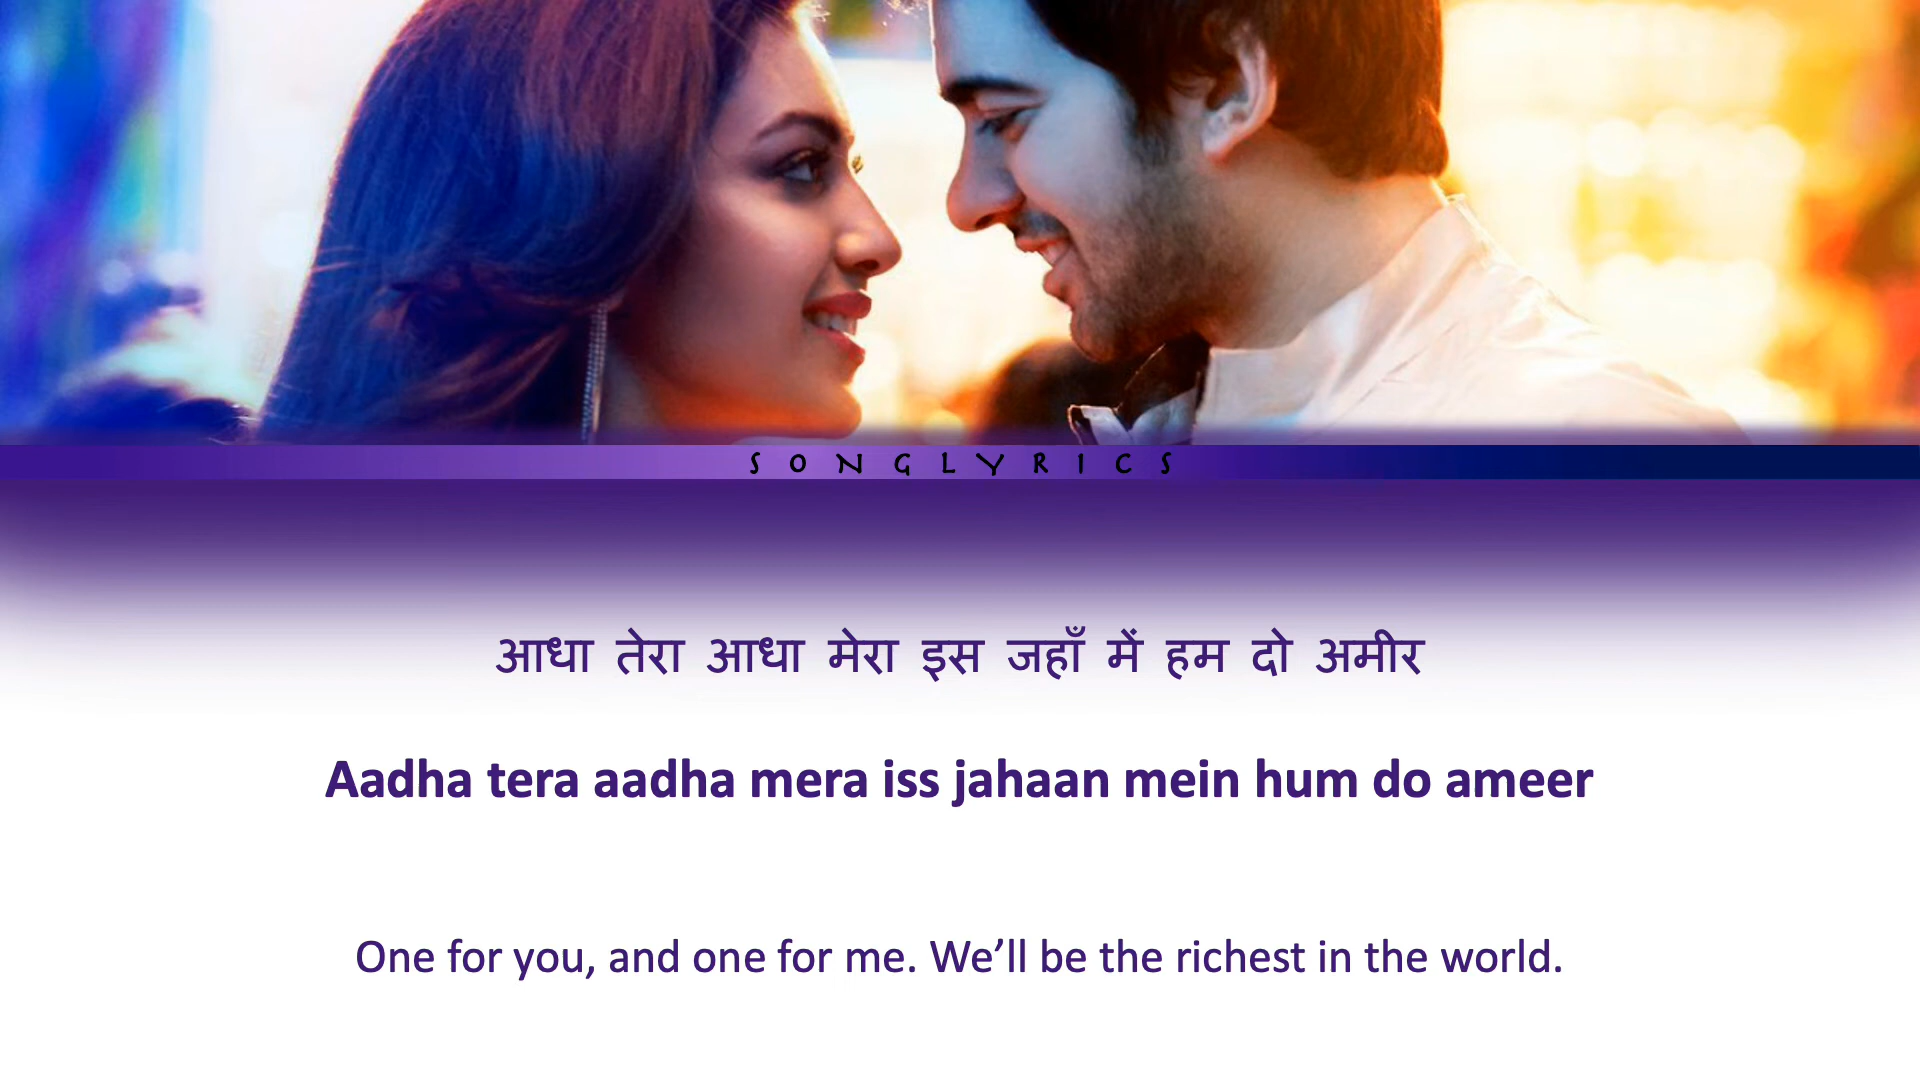 SONGLYRICS
आधा तेरा आधा मेरा इस जहाँ में हम दो अमीर
Aadha tera aadha mera iss jahaan mein hum do ameer
One for you, and one for me. We’ll be the richest in the world.